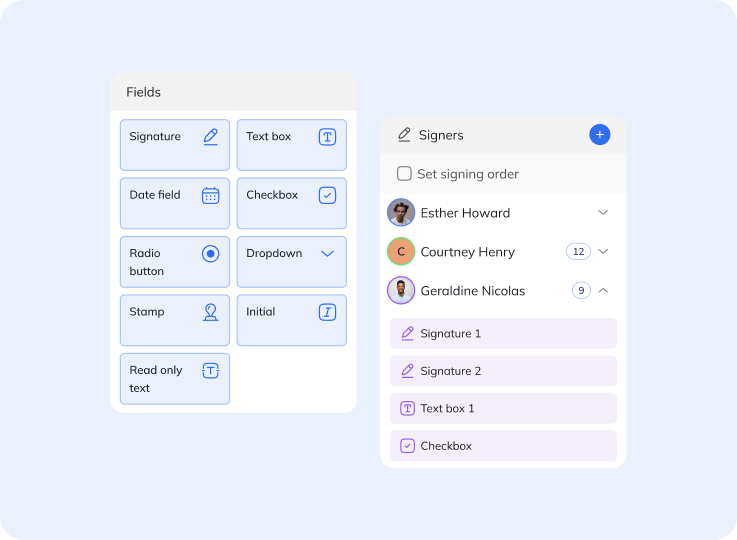 Fields
Signature
Text box
Date field
Checkbox
Radio
button
Dropdown
Stamp
Initial
Read only
text
Signers
Set signing order
Esther Howard
C
Courtney Henry
12
Geraldine Nicolas
9
Signature 1
Signature 2
Text box 1
Checkbox